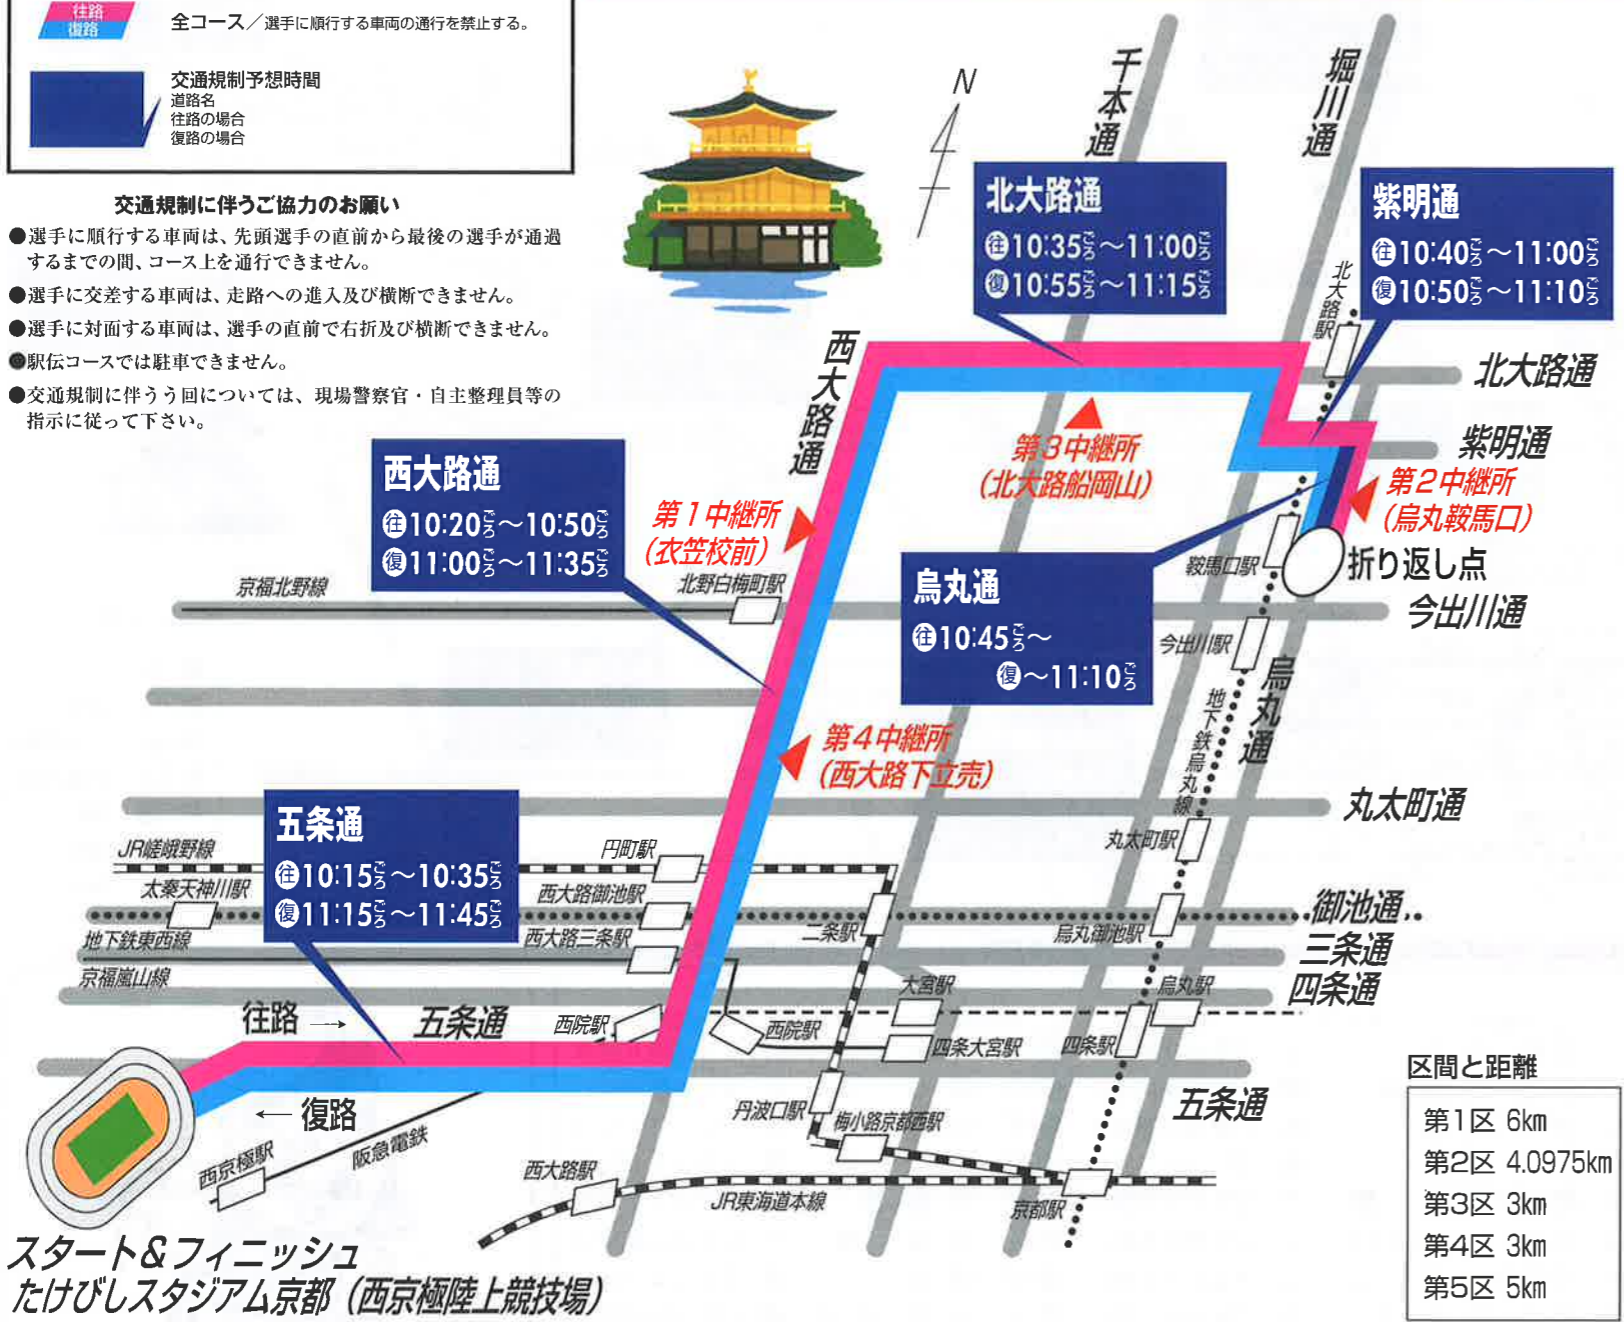 往路
復路
全コース／選手に順行する車両の通行を禁止する。
交通規制予想時間
道路名
往路の場合
復路の場合
交通規制に伴うご協力のお願い
●選手に順行する車両は、先頭選手の直前から最後の選手が通過
するまでの間、コース上を通行できません。
●選手に交差する車両は、走路への進入及び横断できません。
●選手に対面する車両は、選手の直前で右折及び横断できません。
●駅伝コースでは駐車できません。
●交通規制に伴うう回については、現場警察官・自主整理員等の
指示に従って下さい。
N
千本通
堀川通
北大路通
往10:35ごろ～11:00ごろ
復10:55ごろ～11:15ごろ
紫明通
往10:40ごろ～11:00ごろ
復10:50ごろ～11:10ごろ
北大路駅
西大路通
北大路通
紫明通
第3中継所
(北大路船岡山)
第2中継所
(烏丸鞍馬口)
西大路通
往10:20ごろ～10:50ごろ
復11:00ごろ～11:35ごろ
第1中継所
(衣笠校前)
烏丸通
往10:45ごろ～
復～11:10ごろ
鞍馬口駅
折り返し点
京福北野線
北野白梅町駅
今出川通
今出川駅
烏丸通
地下鉄烏丸線
第4中継所
(西大路下立売)
丸太町通
丸太町駅
五条通
往10:15ごろ～10:35ごろ
復11:15ごろ～11:45ごろ
JR嵯峨野線
円町駅
太秦天神川駅
西大路御池駅
御池通
地下鉄東西線
西大路三条駅
二条駅
烏丸御池駅
三条通
京福嵐山線
大宮駅
烏丸駅
四条通
往路 →
五条通
西院駅
西院駅
四条大宮駅
四条駅
五条通
← 復路
丹波口駅
梅小路京都西駅
西京極駅
阪急電鉄
西大路駅
JR東海道本線
京都駅
スタート&フィニッシュ
たけびしスタジアム京都（西京極陸上競技場）
区間と距離
第1区 6km
第2区 4.0975km
第3区 3km
第4区 3km
第5区 5km